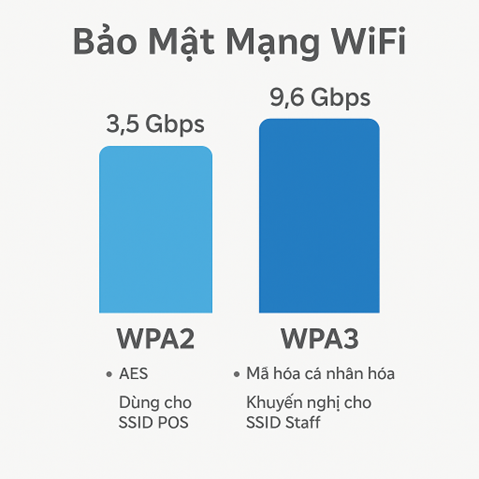 Bảo Mật Mạng WiFi
9,6 Gbps
3,5 Gbps
WPA2
WPA3
• AES
• Mã hóa cá nhân hóa
Dùng cho
SSID POS
Khuyến nghị cho
SSID Staff